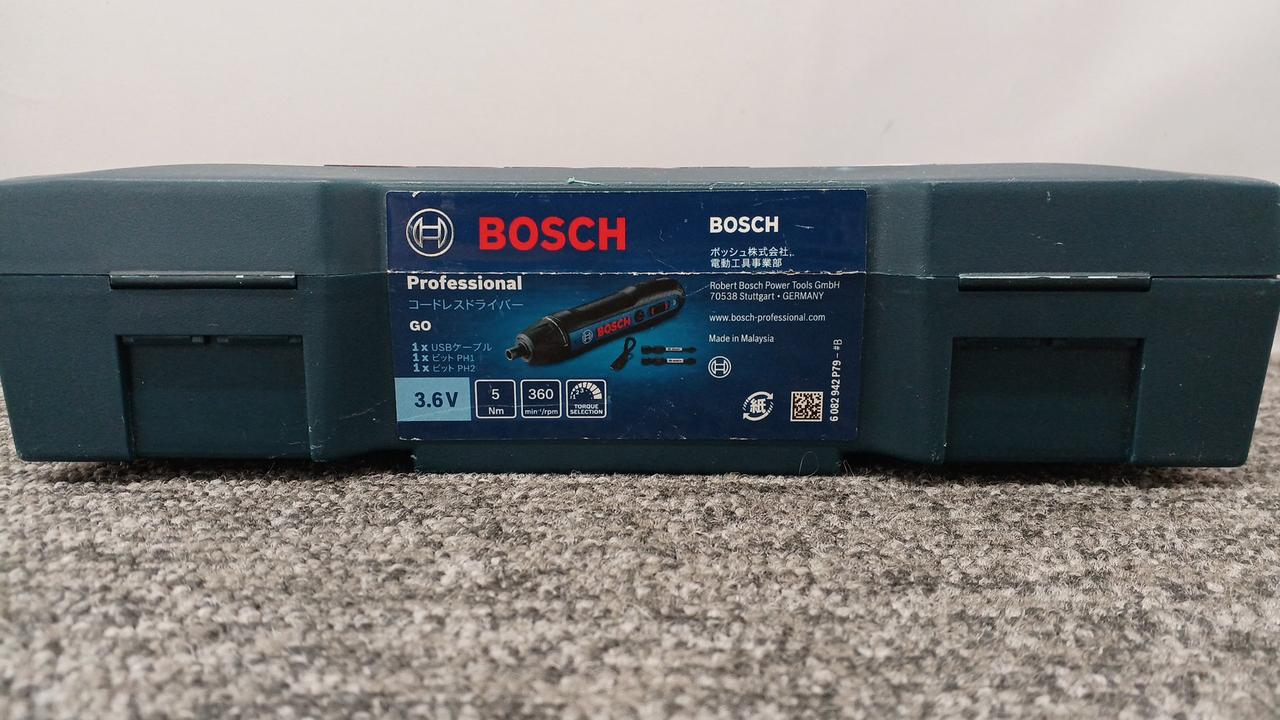 BOSCH
Professional
コードレスドライバー
GO
1 x USBケーブル
1 x ビット PH1
1 x ビット PH2
3.6 V
5
Nm
360
min⁻¹/rpm
TORQUE
SELECTION
BOSCH
BOSCH
ボッシュ株式会社
電動工具事業部
Robert Bosch Power Tools GmbH
70538 Stuttgart • GERMANY
www.bosch-professional.com
Made in Malaysia
紙
6 082 942 P79 - #B